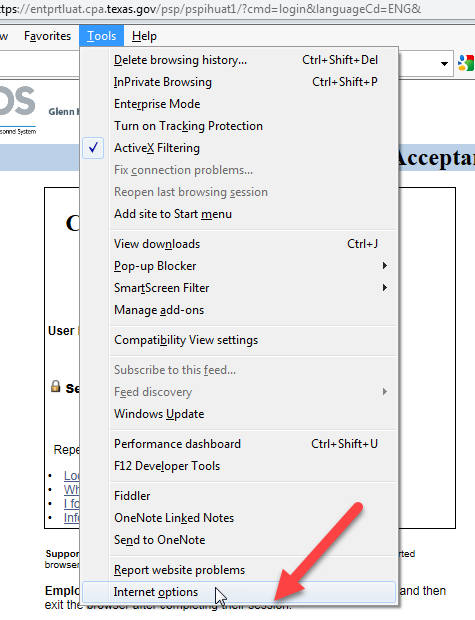 ttps://entprtluat.cpa.texas.gov/psp/pspihuat1/?cmd=login&languageCd=ENG&
w Favorites Tools Help
Delete browsing history... Ctrl+Shift+Del
InPrivate Browsing Ctrl+Shift+P
Enterprise Mode
OS
Glenn
Turn on Tracking Protection
sonnel System
ActiveX Filtering
Acceptan
Fix connection problems...
Reopen last browsing session
Add site to Start menu
C
View downloads Ctrl+J
Pop-up Blocker
SmartScreen Filter
Manage add-ons
User
Compatibility View settings
Subscribe to this feed...
Se
Feed discovery
Windows Update
Performance dashboard Ctrl+Shift+U
Repe
F12 Developer Tools
• Lo
• Wh
Fiddler
• I fo
OneNote Linked Notes
• Inf
Send to OneNote
Suppor
rted
browser
Report website problems
Emplo
Internet options
and then
exit the browser after completing their session.